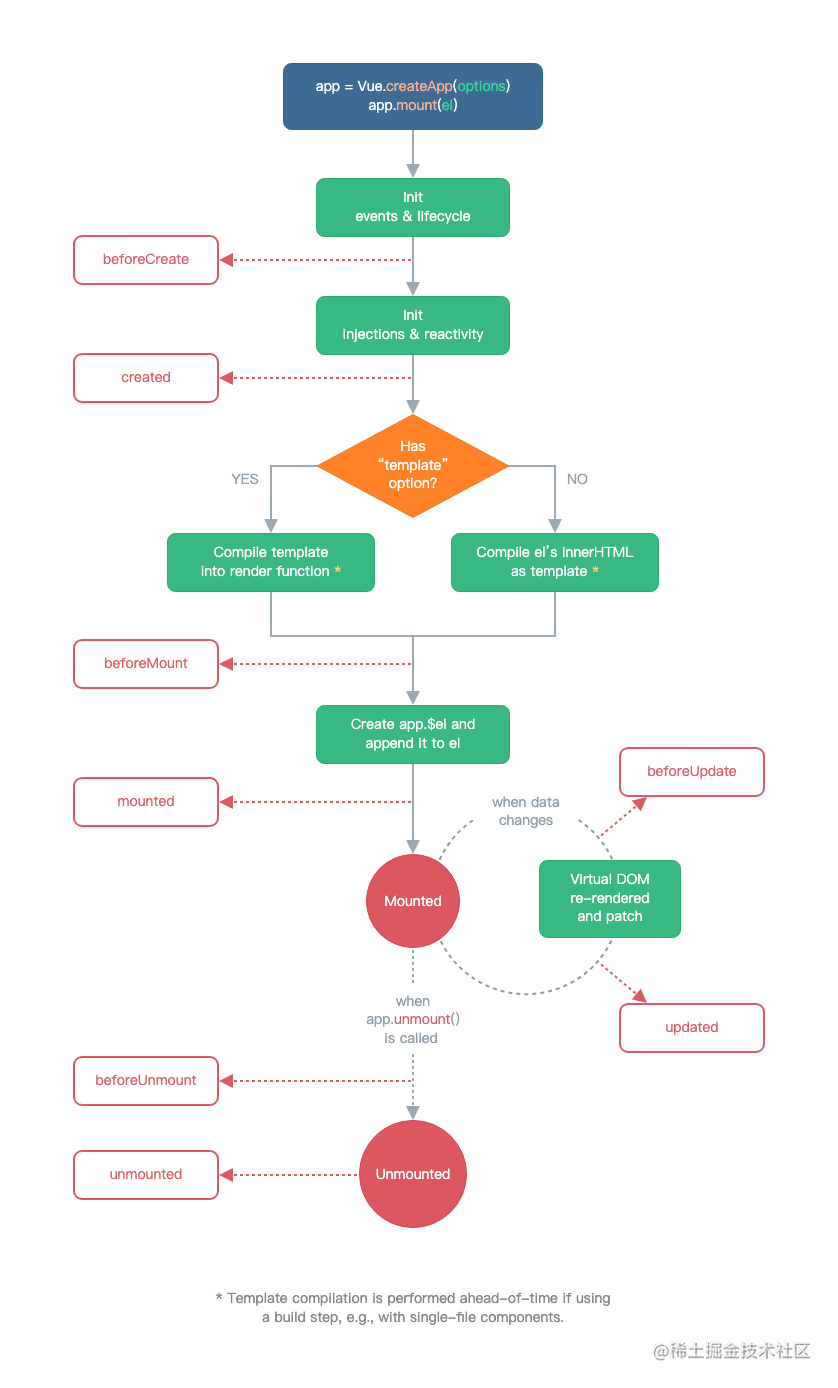 app = Vue.createApp(options)
app.mount(el)
Init
events & lifecycle
beforeCreate
Init
injections & reactivity
created
Has
“template”
option?
YES
NO
Compile template
into render function *
Compile el's innerHTML
as template *
beforeMount
Create app.$el and
append it to el
beforeUpdate
mounted
when data
changes
Virtual DOM
re-rendered
and patch
Mounted
when
app.unmount()
is called
updated
beforeUnmount
unmounted
Unmounted
* Template compilation is performed ahead-of-time if using
a build step, e.g., with single-file components.
@稀土掘金技术社区